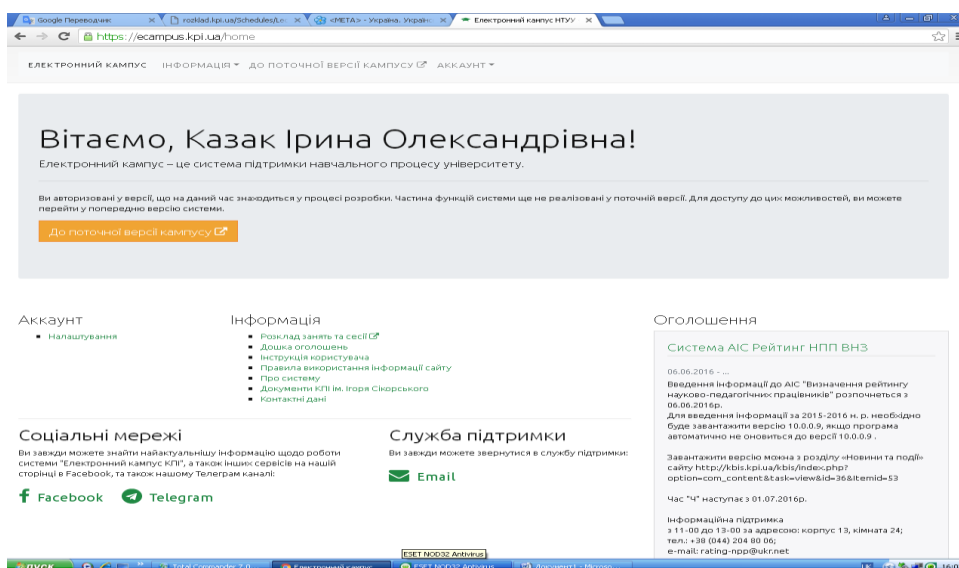 Google Переводчик
rozklad.kpi.ua/Schedules/Lo
<МЕТА> - Україна. Україн
Електронний кампус НТУУ
https://ecampus.kpi.ua/home
ЕЛЕКТРОННИЙ КАМПУС ІНФОРМАЦІЯ ДО ПОТОЧНОЇ ВЕРСІЇ КАМПУСУ АККАУНТ
Вітаємо, Казак Ірина Олександрівна!
Електронний кампус – це система підтримки навчального процесу університету.
Ви авторизовані у версії, що на даний час знаходиться у процесі розробки. Частина функцій системи ще не реалізовані у поточній версії. Для доступу до цих можливостей, ви можете
перейти у попередню версію системи.
До поточної версії кампусу
Аккаунт
Налаштування
Інформація
Розклад занять та сесії
Дошка оголошень
Інструкція користувача
Правила використання інформації сайту
Про систему
Документи КПІ ім. Ігоря Сікорського
Контактні дані
Оголошення
Система АІС Рейтинг НПП ВНЗ
06.06.2016 - ...
Введення інформації до АІС "Визначення рейтингу
науково-педагогічних працівників" розпочнеться з
06.06.2016р.
Для введення інформації за 2015-2016 н. р. необхідно
буде завантажити версію 10.0.0.9, якщо програма
автоматично не оновиться до версії 10.0.0.9 .
Завантажити версію можна з розділу «Новини та події»
сайту http://kbis.kpi.ua/kbis/index.php?
option=com_content&task=view&id=36&Itemid=53
Час "Ч" наступає з 01.07.2016р.
Інформаційна підтримка
з 11-00 до 13-00 за адресою: корпус 13, кімната 24;
тел.: +38 (044) 204 80 06;
e-mail: rating-npp@ukr.net
Соціальні мережі
Ви завжди можете знайти найактуальнішу інформацію щодо роботи
системи "Електронний кампус КПІ", а також інших сервісів на нашій
сторінці в Facebook, та також нашому Телеграм каналі:
Facebook Telegram
Служба підтримки
Ви завжди можете звернутися в службу підтримки:
Email
ESET NOD32 Antivirus
пуск
Total Commander 7.0
Електронний кампус
ESET NOD32 Antivirus
Документ1 - Microso